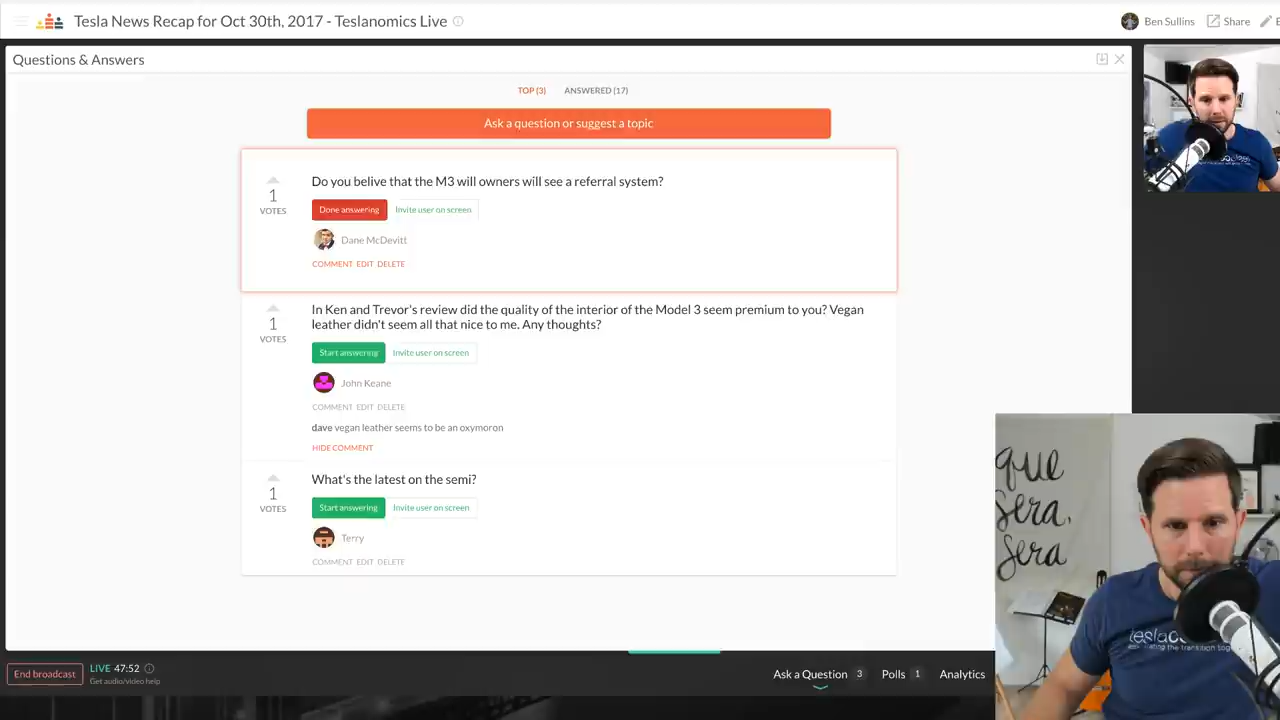 Tesla News Recap for Oct 30th, 2017 - Teslanomics Live
Ben Sullins
Share
Questions & Answers
TOP (3)
ANSWERED (17)
Ask a question or suggest a topic
1
VOTES
Do you belive that the M3 will owners will see a referral system?
Done answering
Invite user on screen
Dane McDevitt
COMMENT EDIT DELETE
1
VOTES
In Ken and Trevor's review did the quality of the interior of the Model 3 seem premium to you? Vegan
leather didn't seem all that nice to me. Any thoughts?
Start answering
Invite user on screen
John Keane
COMMENT EDIT DELETE
dave vegan leather seems to be an oxymoron
HIDE COMMENT
1
VOTES
What's the latest on the semi?
Start answering
Invite user on screen
Terry
COMMENT EDIT DELETE
que
Sera,
Sera
End broadcast
LIVE 47:52
Get audio/video help
Ask a Question 3
Polls 1
Analytics